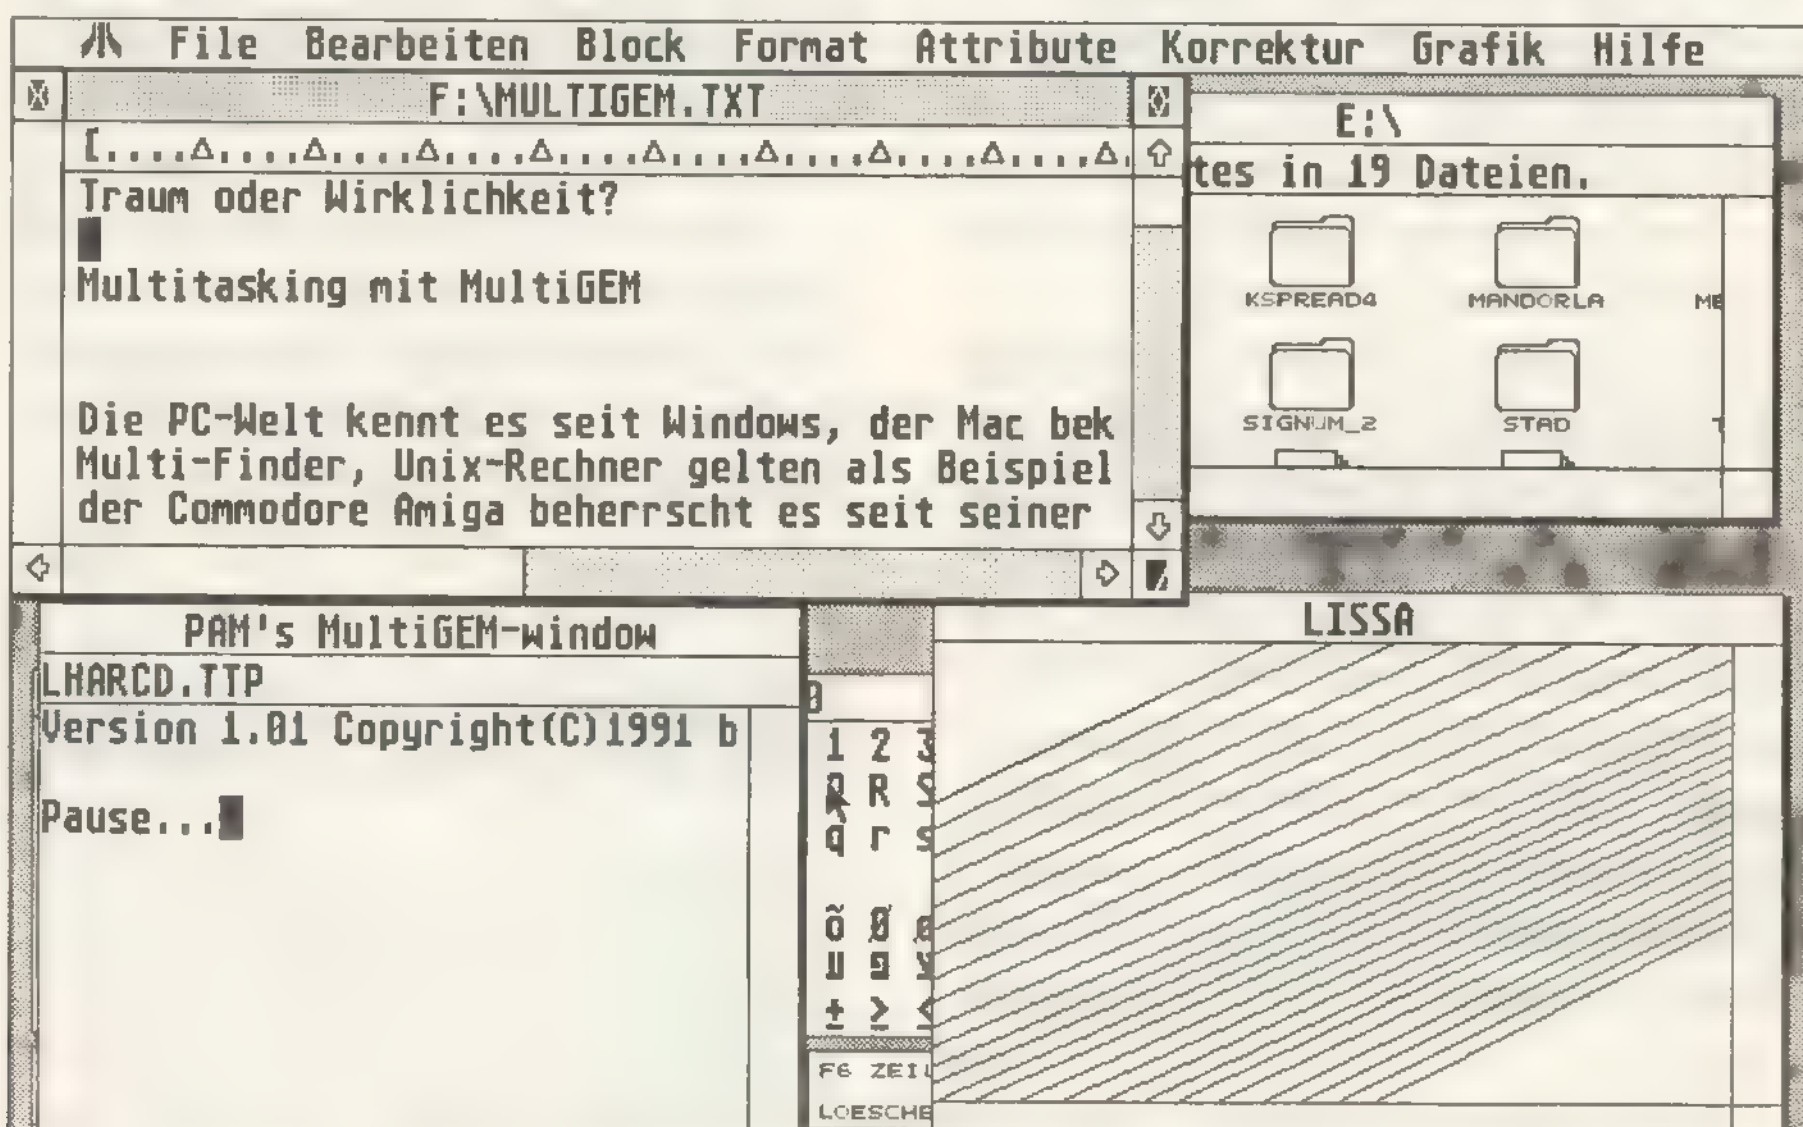 File Bearbeiten Block Format Attribute Korrektur Grafik Hilfe
F:\MULTIGEM.TXT
Traum oder Wirklichkeit?
Multitasking mit MultiGEM
Die PC-Welt kennt es seit Windows, der Mac bek
Multi-Finder, Unix-Rechner gelten als Beispiel
der Commodore Amiga beherrscht es seit seiner
E:\
tes in 19 Dateien.
KSPREAD4 MANDORLA ME
SIGNUM_2 STAD
PAM's MultiGEM-window
LHARCD.TTP
Version 1.01 Copyright(C)1991 b
Pause...
1 2 3
Q R S
q r s
õ Ø
± ≥ ≤
F6 ZEIL
LOESCHE
LISSA